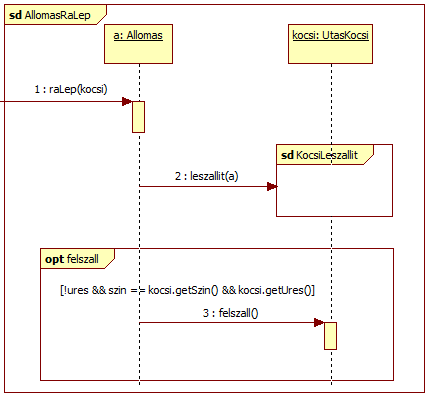 sd AllomasRaLep
a: Allomas
kocsi: UtasKocsi
1 : raLep(kocsi)
sd KocsiLeszallit
2 : leszallit(a)
opt felszall
[!ures && szin == kocsi.getSzin() && kocsi.getUres()]
3 : felszall()